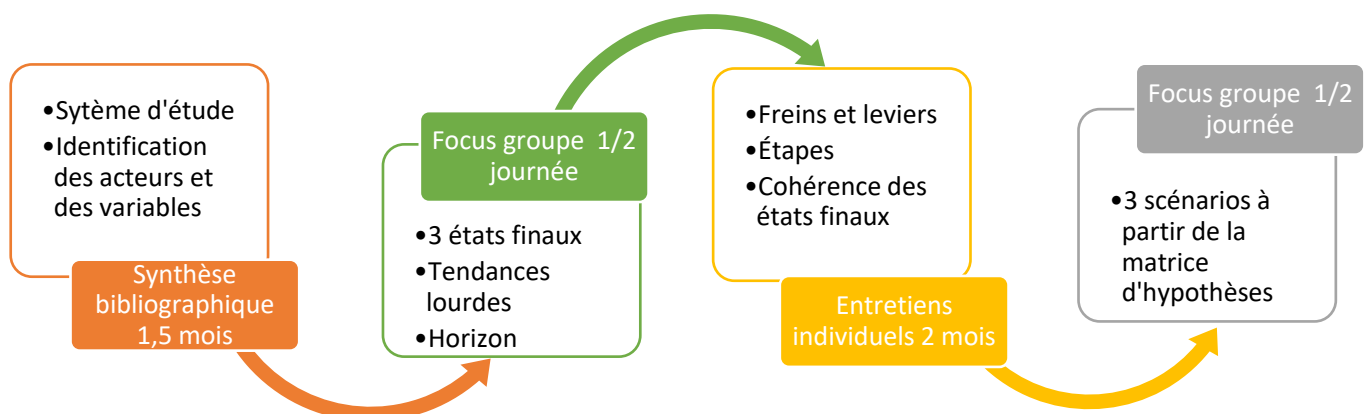 •Sytème d'étude
•Identification
des acteurs et
des variables
Synthèse
bibliographique
1,5 mois
Focus groupe 1/2
journée
•3 états finaux
•Tendances
lourdes
•Horizon
•Freins et leviers
•Étapes
•Cohérence des
états finaux
Entretiens
individuels 2 mois
Focus groupe 1/2
journée
•3 scénarios à
partir de la
matrice
d'hypothèses